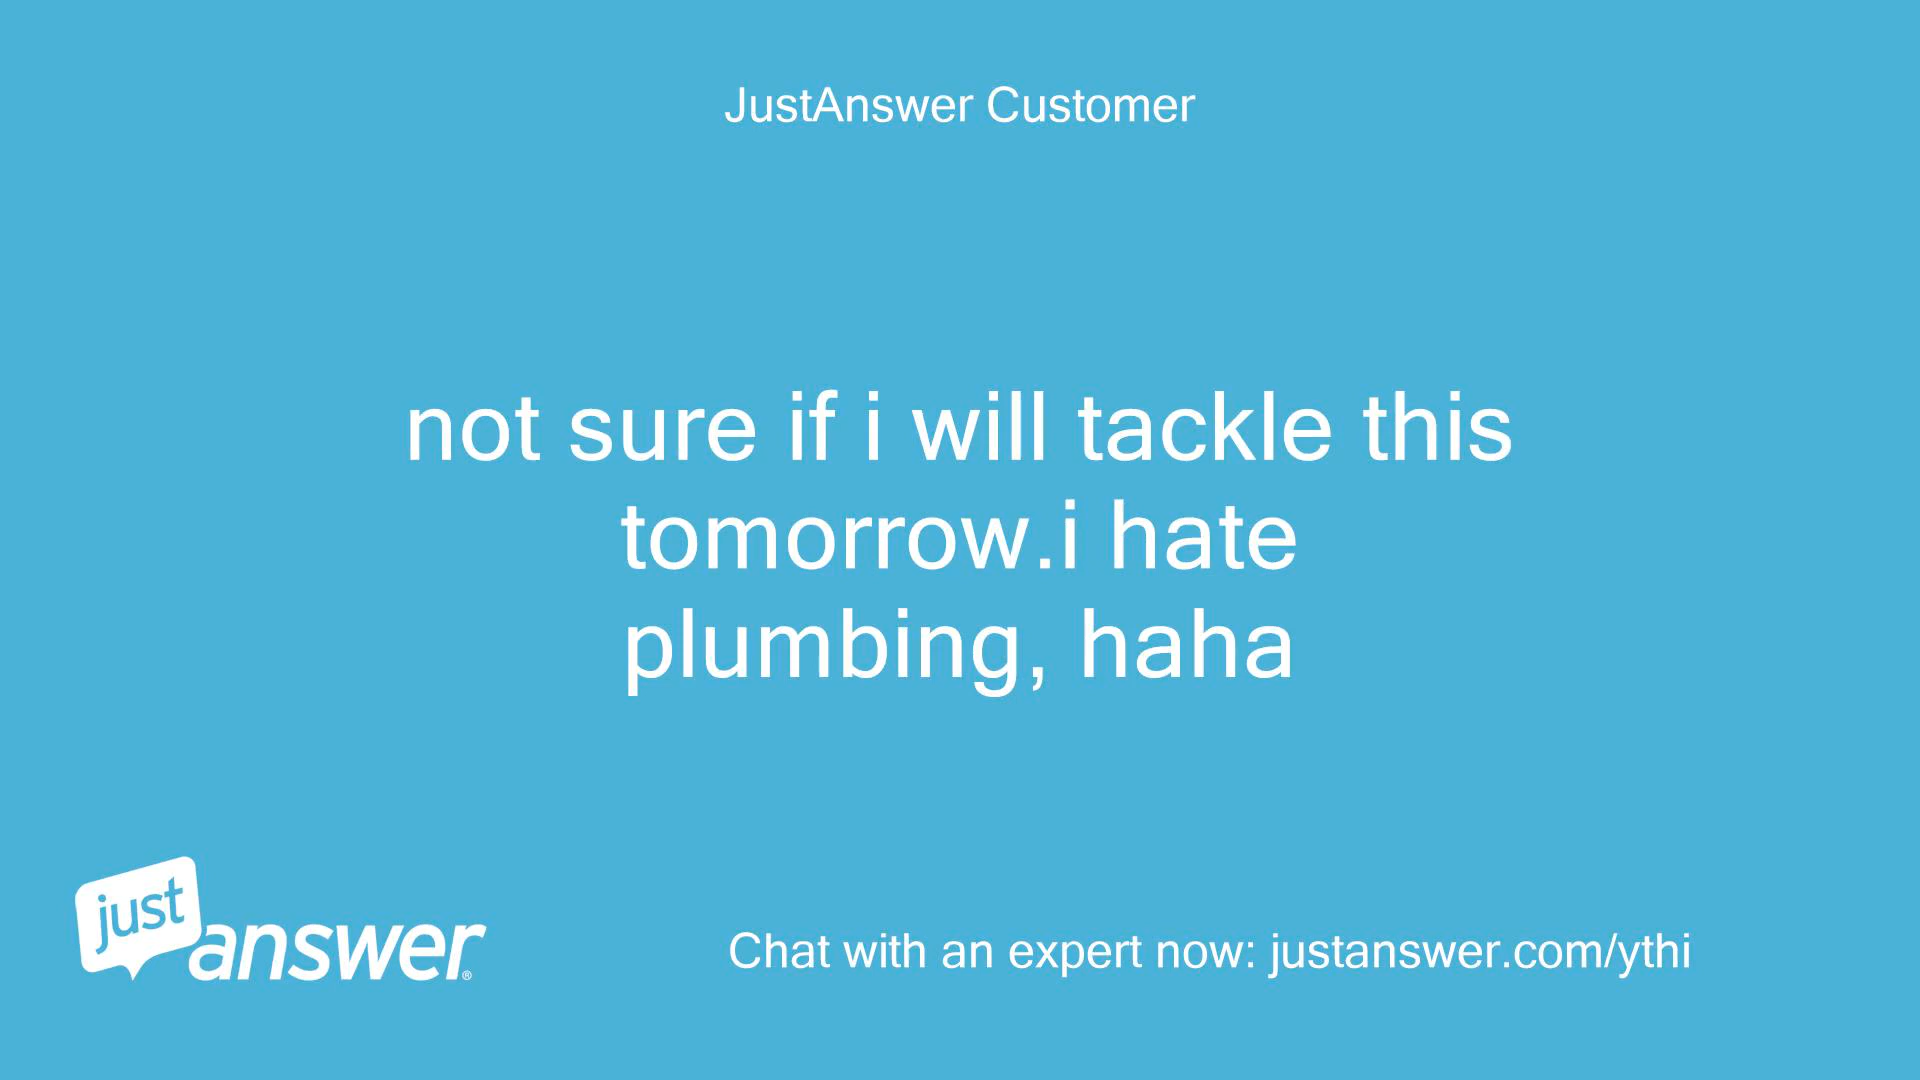 JustAnswer Customer
not sure if i will tackle this
tomorrow.i hate
plumbing, haha
just
answer®
Chat with an expert now: justanswer.com/ythi